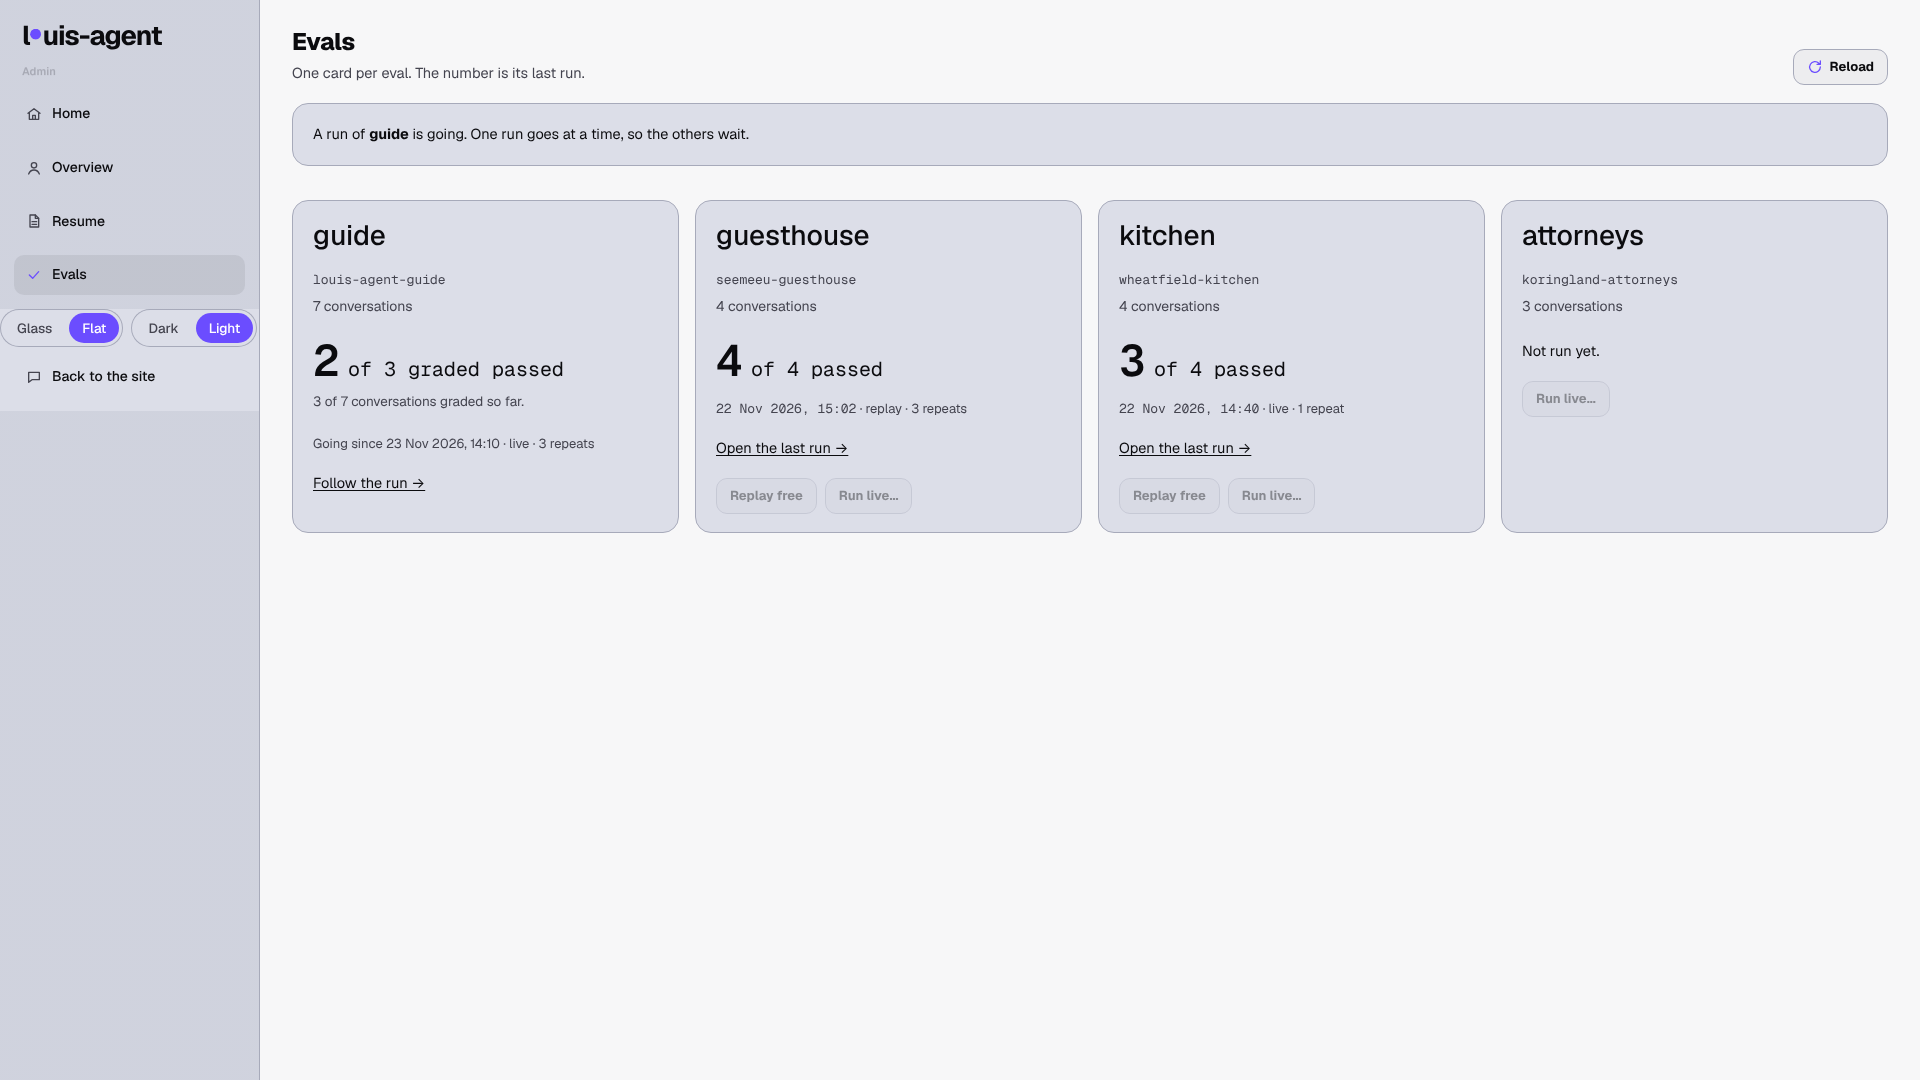 louis-agent
Admin
Home
Overview
Resume
Evals
Glass Flat Dark Light
Back to the site
Evals
One card per eval. The number is its last run.
Reload
A run of guide is going. One run goes at a time, so the others wait.
guide
louis-agent-guide
7 conversations
2 of 3 graded passed
3 of 7 conversations graded so far.
Going since 23 Nov 2026, 14:10 · live · 3 repeats
Follow the run →
guesthouse
seemeeu-guesthouse
4 conversations
4 of 4 passed
22 Nov 2026, 15:02 · replay · 3 repeats
Open the last run →
Replay free Run live...
kitchen
wheatfield-kitchen
4 conversations
3 of 4 passed
22 Nov 2026, 14:40 · live · 1 repeat
Open the last run →
Replay free Run live...
attorneys
koringland-attorneys
3 conversations
Not run yet.
Run live...